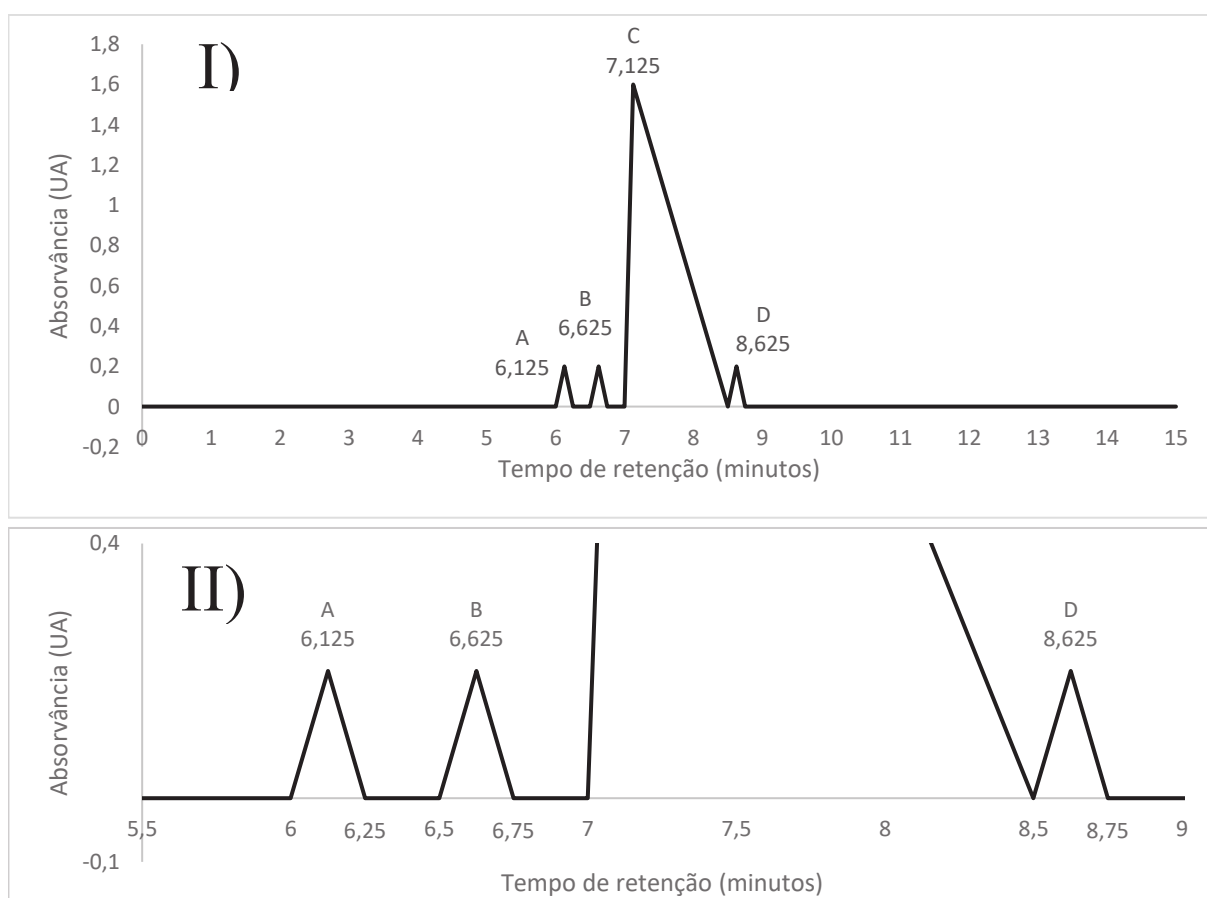 I)
C
7,125
B
6,625
A
6,125
D
8,625
1,8
1,6
1,4
1,2
1
0,8
0,6
0,4
0,2
0
-0,2
Absorvância (UA)
0 1 2 3 4 5 6 7 8 9 10 11 12 13 14 15
Tempo de retenção (minutos)
II)
A
6,125
B
6,625
D
8,625
0,4
-0,1
Absorvância (UA)
5,5 6 6,25 6,5 6,75 7 7,5 8 8,5 8,75 9
Tempo de retenção (minutos)